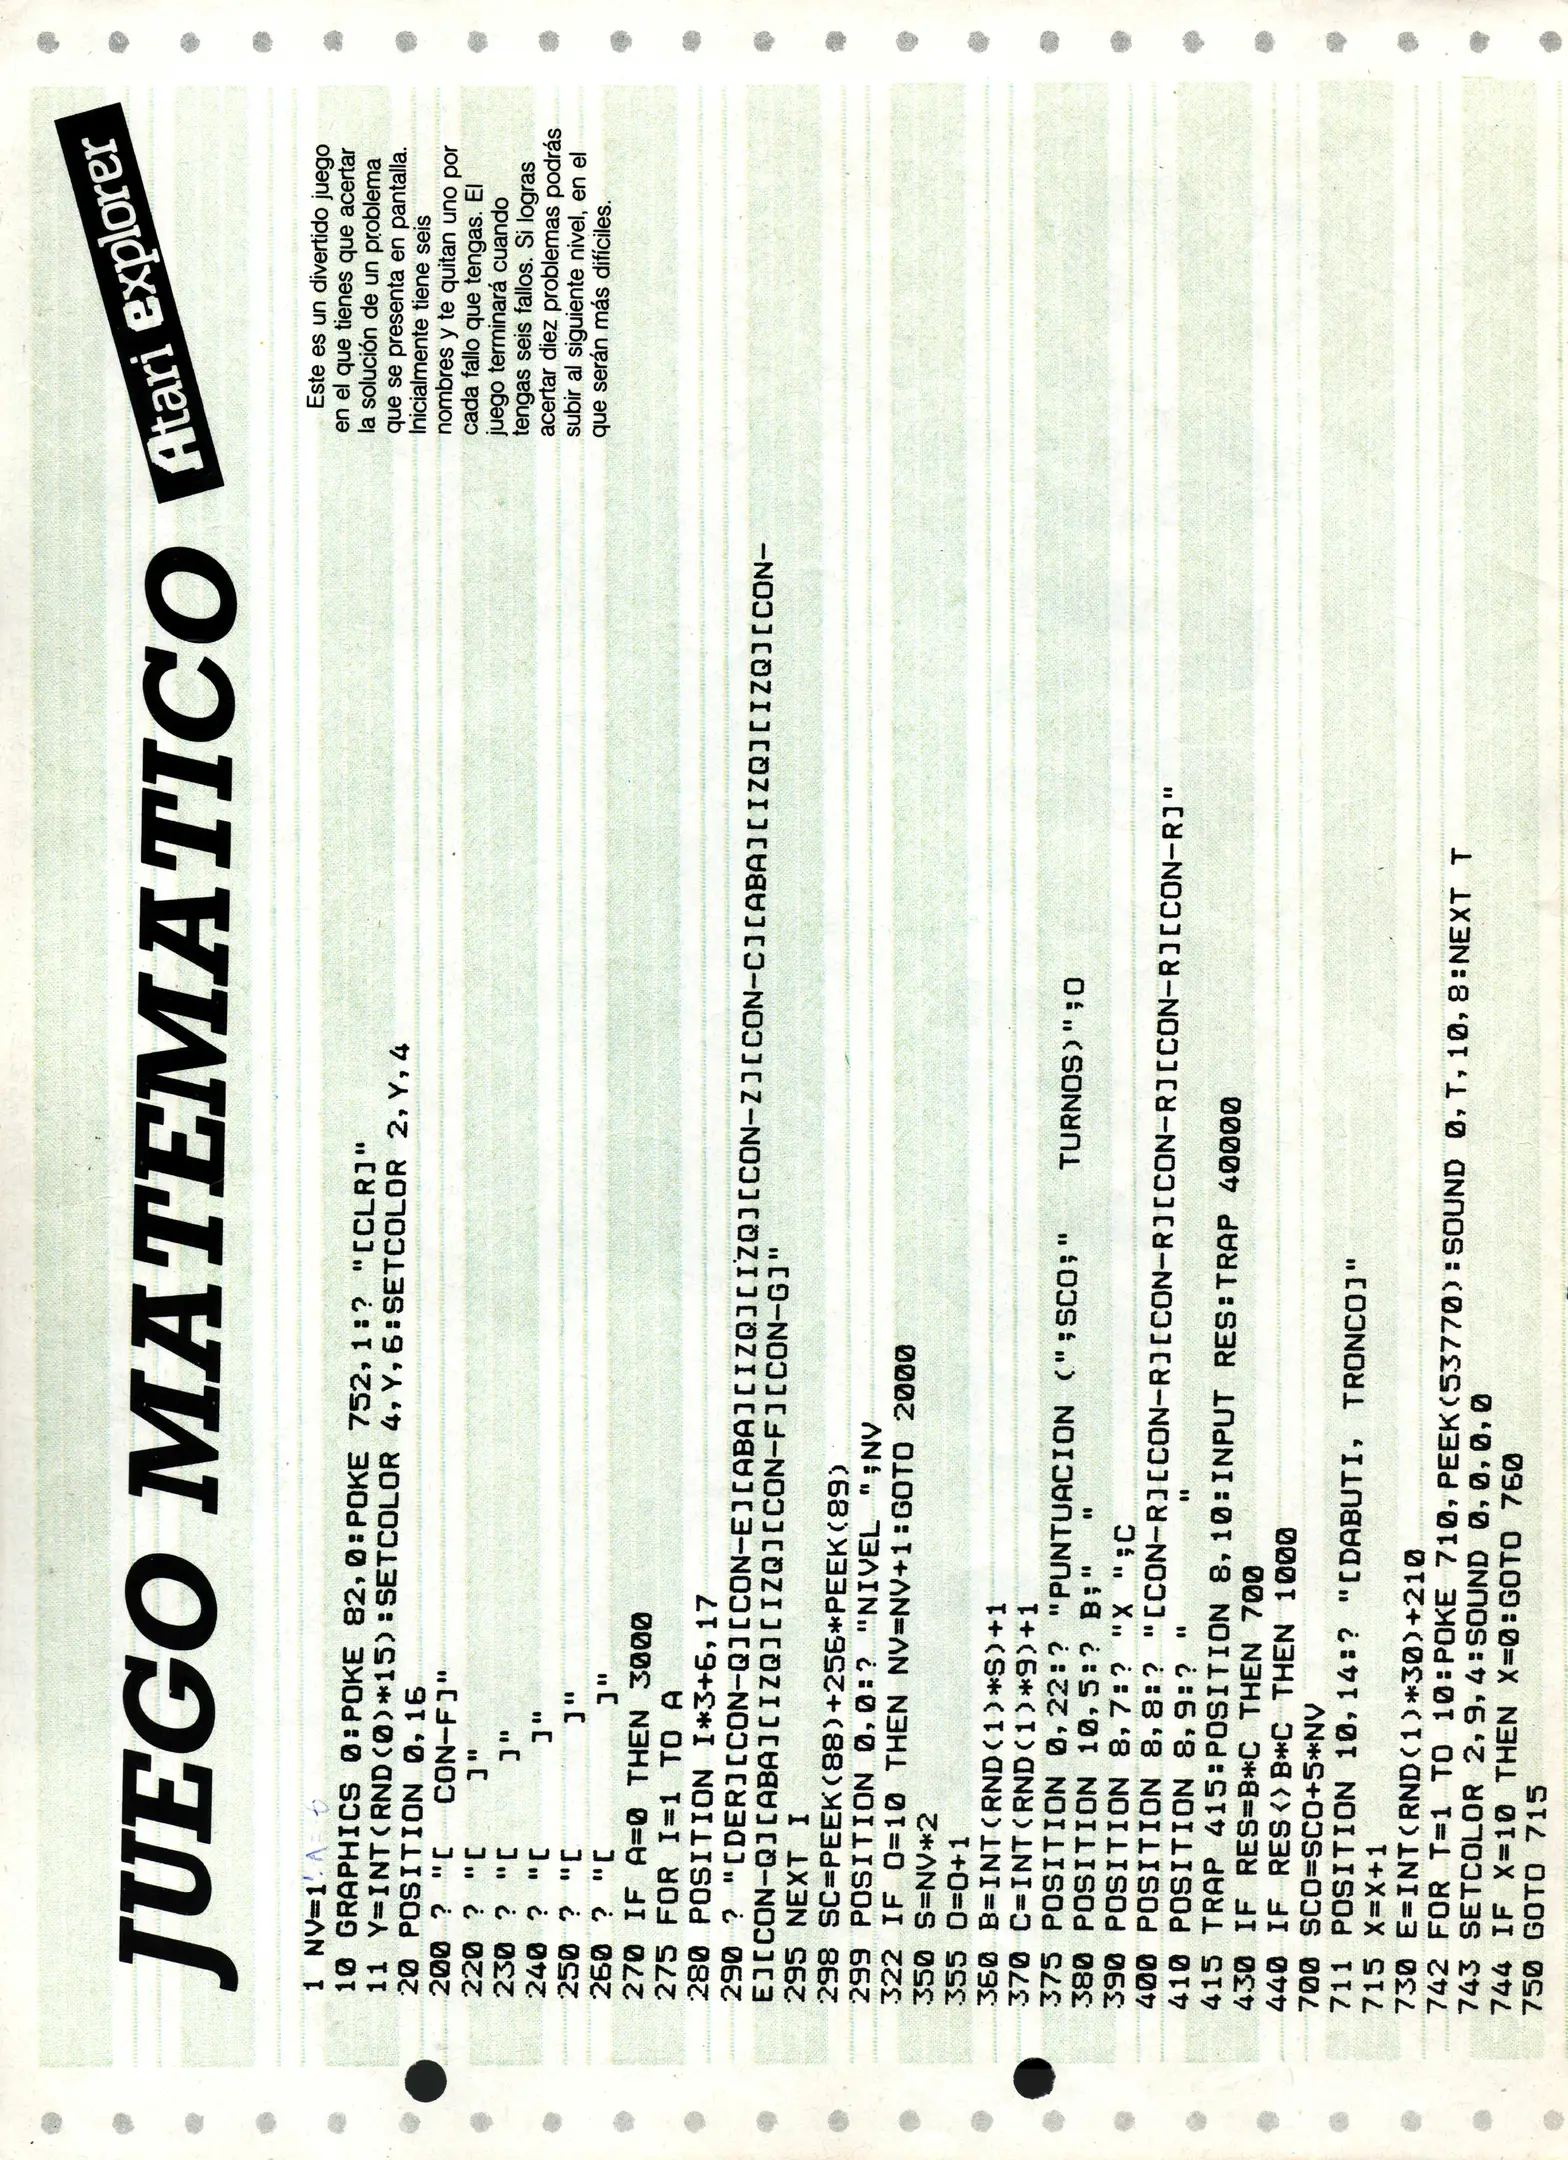 JUEGO MATEMATICO
Atari explorer
Este es un divertido juego
en el que tienes que acertar
la solución de un problema
que se presenta en pantalla.
Inicialmente tiene seis
nombres y te quitan uno por
cada fallo que tengas. El
juego terminará cuando
tengas seis fallos. Si logras
acertar diez problemas podrás
subir al siguiente nivel, en el
que serán más difíciles.
1 NV=1
10 GRAPHICS 0:POKE 82,0:POKE 752,1:? "[CLR]"
11 Y=INT(RND(0)*15):SETCOLOR 4,Y,6:SETCOLOR 2,Y,4
20 POSITION 0,16
200 ? "[   CON-F]"
220 ? "[     ]"
230 ? "[      ]"
240 ? "[       ]"
250 ? "[        ]"
260 ? "[         ]"
270 IF A=0 THEN 3000
275 FOR I=1 TO A
280 POSITION I*3+6,17
290 ? "[DER][CON-Q][CON-E][ABA][IZQ][IZQ][IZQ][CON-Z][CON-C][ABA][IZQ][IZQ][CON-
E][CON-Q][ABA][IZQ][IZQ][CON-F][CON-G]"
295 NEXT I
298 SC=PEEK(88)+256*PEEK(89)
299 POSITION 0,0:? "NIVEL ";NV
322 IF O=10 THEN NV=NV+1:GOTO 2000
350 S=NV*2
355 O=O+1
360 B=INT(RND(1)*S)+1
370 C=INT(RND(1)*9)+1
375 POSITION 0,22:? "PUNTUACION (";SCO;"   TURNOS)";O
380 POSITION 10,5:? B;" "
390 POSITION 8,7:? "X ";C
400 POSITION 8,8:? "[CON-R][CON-R][CON-R][CON-R][CON-R][CON-R][CON-R]"
410 POSITION 8,9:? "         "
415 TRAP 415:POSITION 8,10:INPUT RES:TRAP 40000
430 IF RES=B*C THEN 700
440 IF RES<>B*C THEN 1000
700 SCO=SCO+5*NV
711 POSITION 10,14:? "[DABUTI, TRONCO]"
715 X=X+1
730 E=INT(RND(1)*30)+210
742 FOR T=1 TO 10:POKE 710,PEEK(53770):SOUND 0,T,10,8:NEXT T
743 SETCOLOR 2,9,4:SOUND 0,0,0,0
744 IF X=10 THEN X=0:GOTO 760
750 GOTO 715